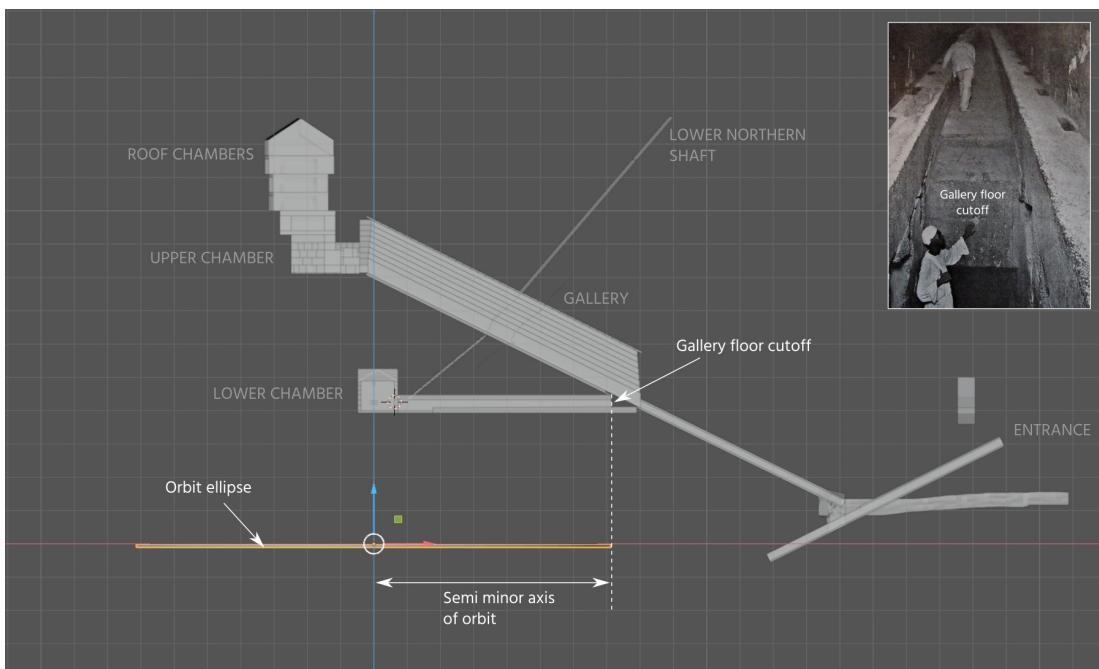 ROOF CHAMBERS
LOWER NORTHERN
SHAFT
Gallery floor
cutoff
UPPER CHAMBER
GALLERY
Gallery floor cutoff
LOWER CHAMBER
ENTRANCE
Orbit ellipse
Semi minor axis
of orbit